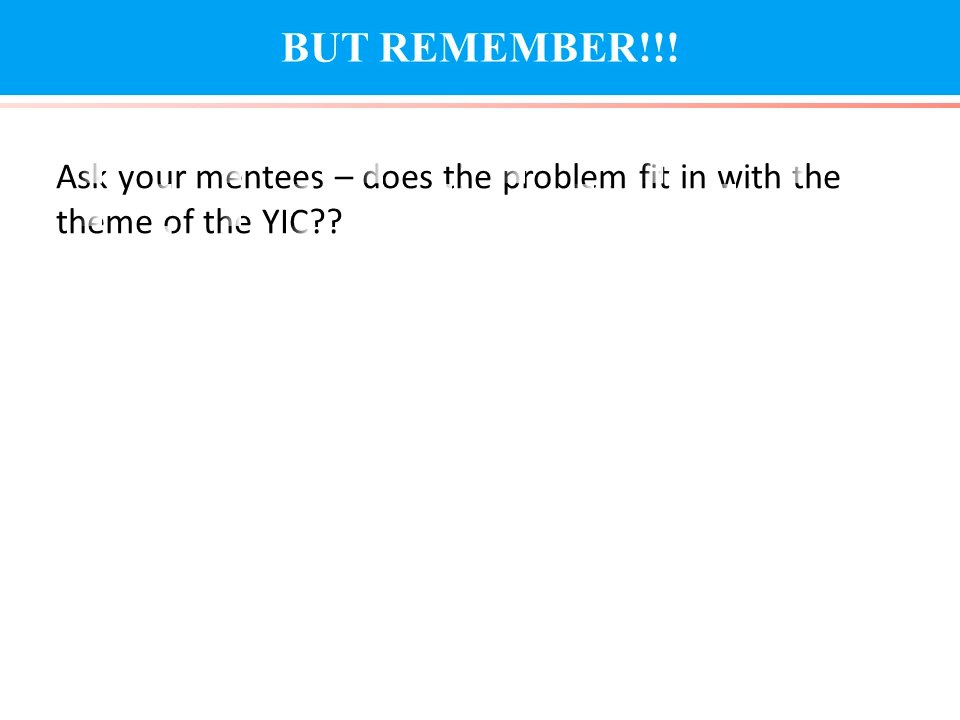 BUT REMEMBER!!!
Ask your mentees – does the problem fit in with the
theme of the YIC??